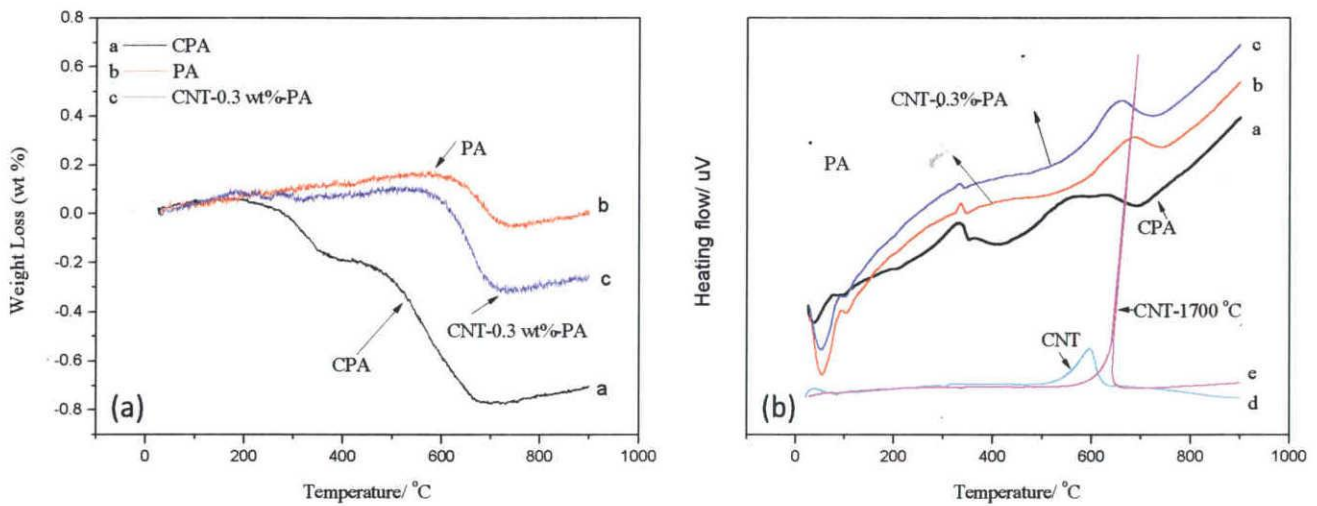 0.8
0.6
0.4
0.2
0.0
-0.2
-0.4
-0.6
-0.8
Weight Loss (wt %)
a CPA
b PA
c CNT-0.3 wt%-PA
PA
b
c
CNT-0.3 wt%-PA
CPA
a
(a)
0 200 400 600 800 1000
Temperature/ °C
Heating flow/ uV
c
CNT-0.3%-PA
b
a
PA
CPA
CNT-1700 °C
CNT
e
d
(b)
0 200 400 600 800 1000
Temperature/ °C